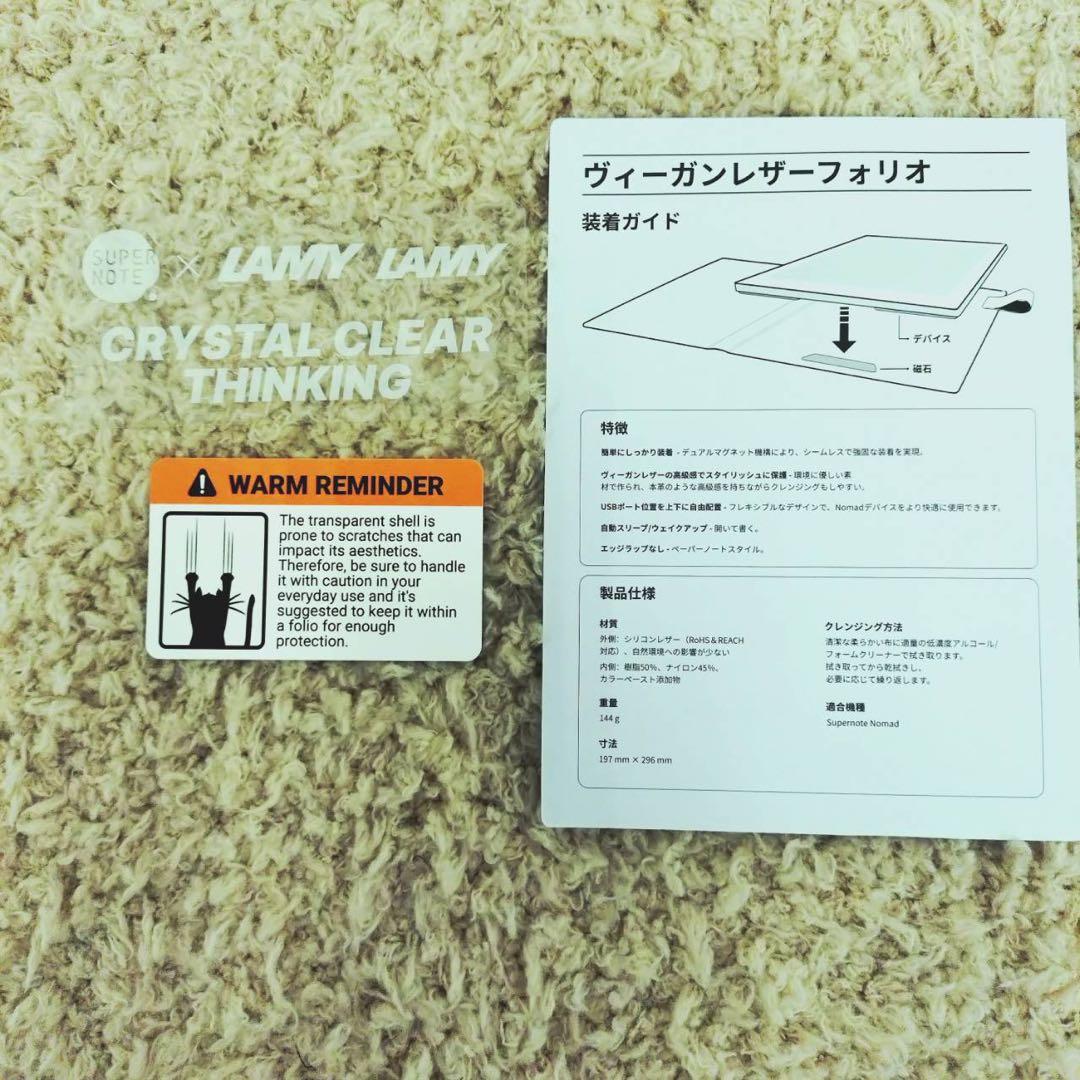 SUPER
NOTE
× LAMY LAMY
CRYSTAL CLEAR
THINKING
WARM REMINDER
The transparent shell is
prone to scratches that can
impact its aesthetics.
Therefore, be sure to handle
it with caution in your
everyday use and it's
suggested to keep it within
a folio for enough
protection.
ヴィーガンレザーフォリオ
装着ガイド
デバイス
磁石
特徴
簡単にしっかり装着 - デュアルマグネット機構により、シームレスで強固な装着を実現。
ヴィーガンレザーの高級感でスタイリッシュに保護 - 環境に優しい素
材で作られ、本革のような高級感を持ちながらクレンジングもしやすい。
USBポート位置を上下に自由配置 - フレキシブルなデザインで、Nomadデバイスをより快適に使用できます。
自動スリープ/ウェイクアップ - 開いて書く。
エッジラップなし - ペーパーノートスタイル。
製品仕様
材質
外側：シリコンレザー（RoHS＆REACH
対応）、自然環境への影響が少ない
内側：樹脂50%、ナイロン45%、
カラーペースト添加物
重量
144 g
寸法
197 mm × 296 mm
クレンジング方法
清潔な柔らかい布に適量の低濃度アルコール/
フォームクリーナーで拭き取ります。
拭き取ってから乾拭きし、
必要に応じて繰り返します。
適合機種
Supernote Nomad